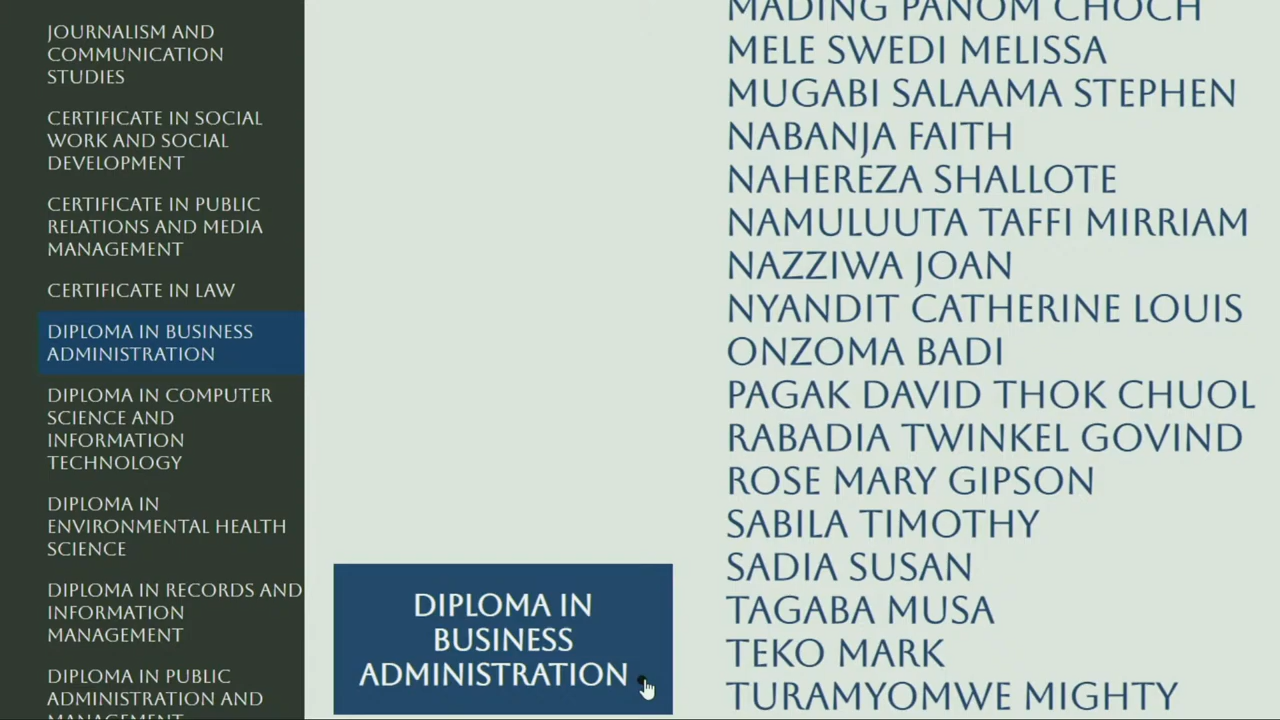 JOURNALISM AND
COMMUNICATION
STUDIES
CERTIFICATE IN SOCIAL
WORK AND SOCIAL
DEVELOPMENT
CERTIFICATE IN PUBLIC
RELATIONS AND MEDIA
MANAGEMENT
CERTIFICATE IN LAW
DIPLOMA IN BUSINESS
ADMINISTRATION
DIPLOMA IN COMPUTER
SCIENCE AND
INFORMATION
TECHNOLOGY
DIPLOMA IN
ENVIRONMENTAL HEALTH
SCIENCE
DIPLOMA IN RECORDS AND
INFORMATION
MANAGEMENT
DIPLOMA IN PUBLIC
ADMINISTRATION AND
MANAGEMENT
DIPLOMA IN
BUSINESS
ADMINISTRATION
MADING PANOM CHOCH
MELE SWEDI MELISSA
MUGABI SALAAMA STEPHEN
NABANJA FAITH
NAHEREZA SHALLOTE
NAMULUUTA TAFFI MIRRIAM
NAZZIWA JOAN
NYANDIT CATHERINE LOUIS
ONZOMA BADI
PAGAK DAVID THOK CHUOL
RABADIA TWINKEL GOVIND
ROSE MARY GIPSON
SABILA TIMOTHY
SADIA SUSAN
TAGABA MUSA
TEKO MARK
TURAMYOMWE MIGHTY